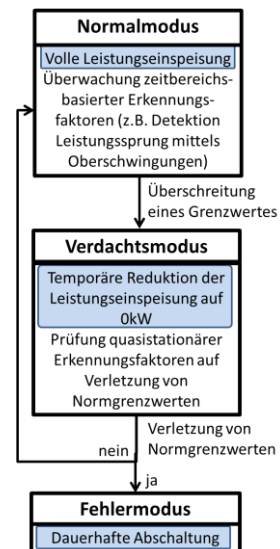 Normalmodus
Volle Leistungseinspeisung
Überwachung zeitbereichs-
basierter Erkennungs-
faktoren (z.B. Detektion
Leistungssprung mittels
Oberschwingungen)
Überschreitung
eines Grenzwertes
Verdachtsmodus
Temporäre Reduktion der
Leistungseinspeisung auf
0kW
Prüfung quasistationärer
Erkennungsfaktoren auf
Verletzung von
Normgrenzwerten
Verletzung von
Normgrenzwerten
nein
ja
Fehlermodus
Dauerhafte Abschaltung